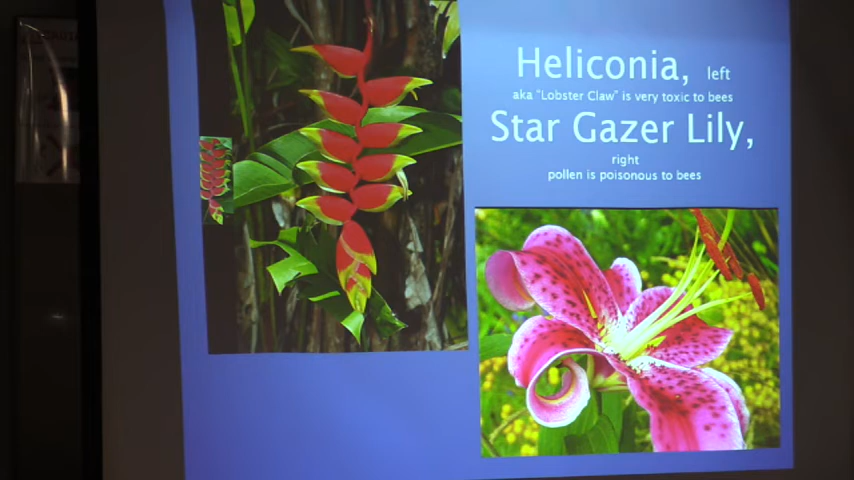 Heliconia, left
aka "Lobster Claw" is very toxic to bees
Star Gazer Lily,
right
pollen is poisonous to bees